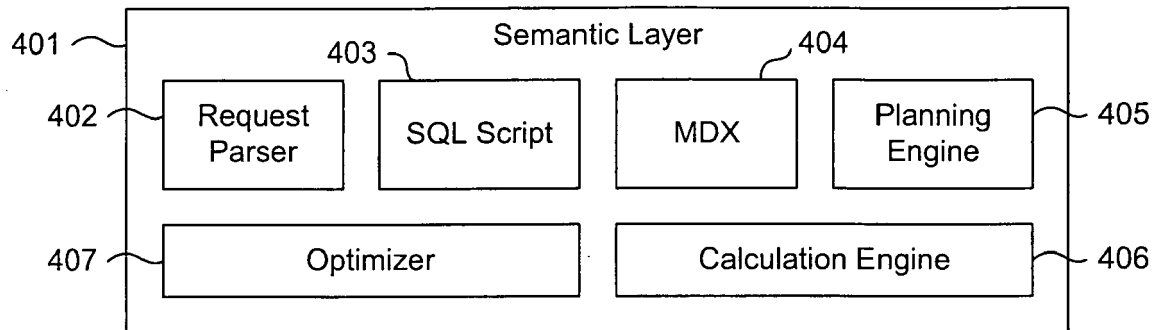 401
Semantic Layer
403
404
402
Request
Parser
SQL Script
MDX
Planning
Engine
405
407
Optimizer
Calculation Engine
406